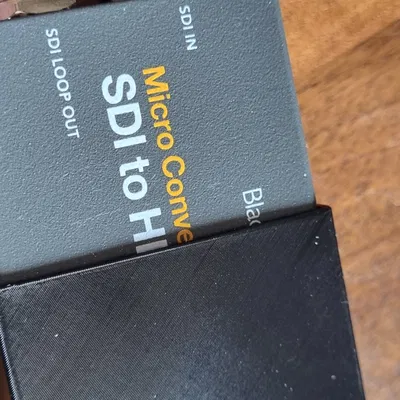 SDI IN
SDI LOOP OUT
Micro Conve
SDI to H
Blac